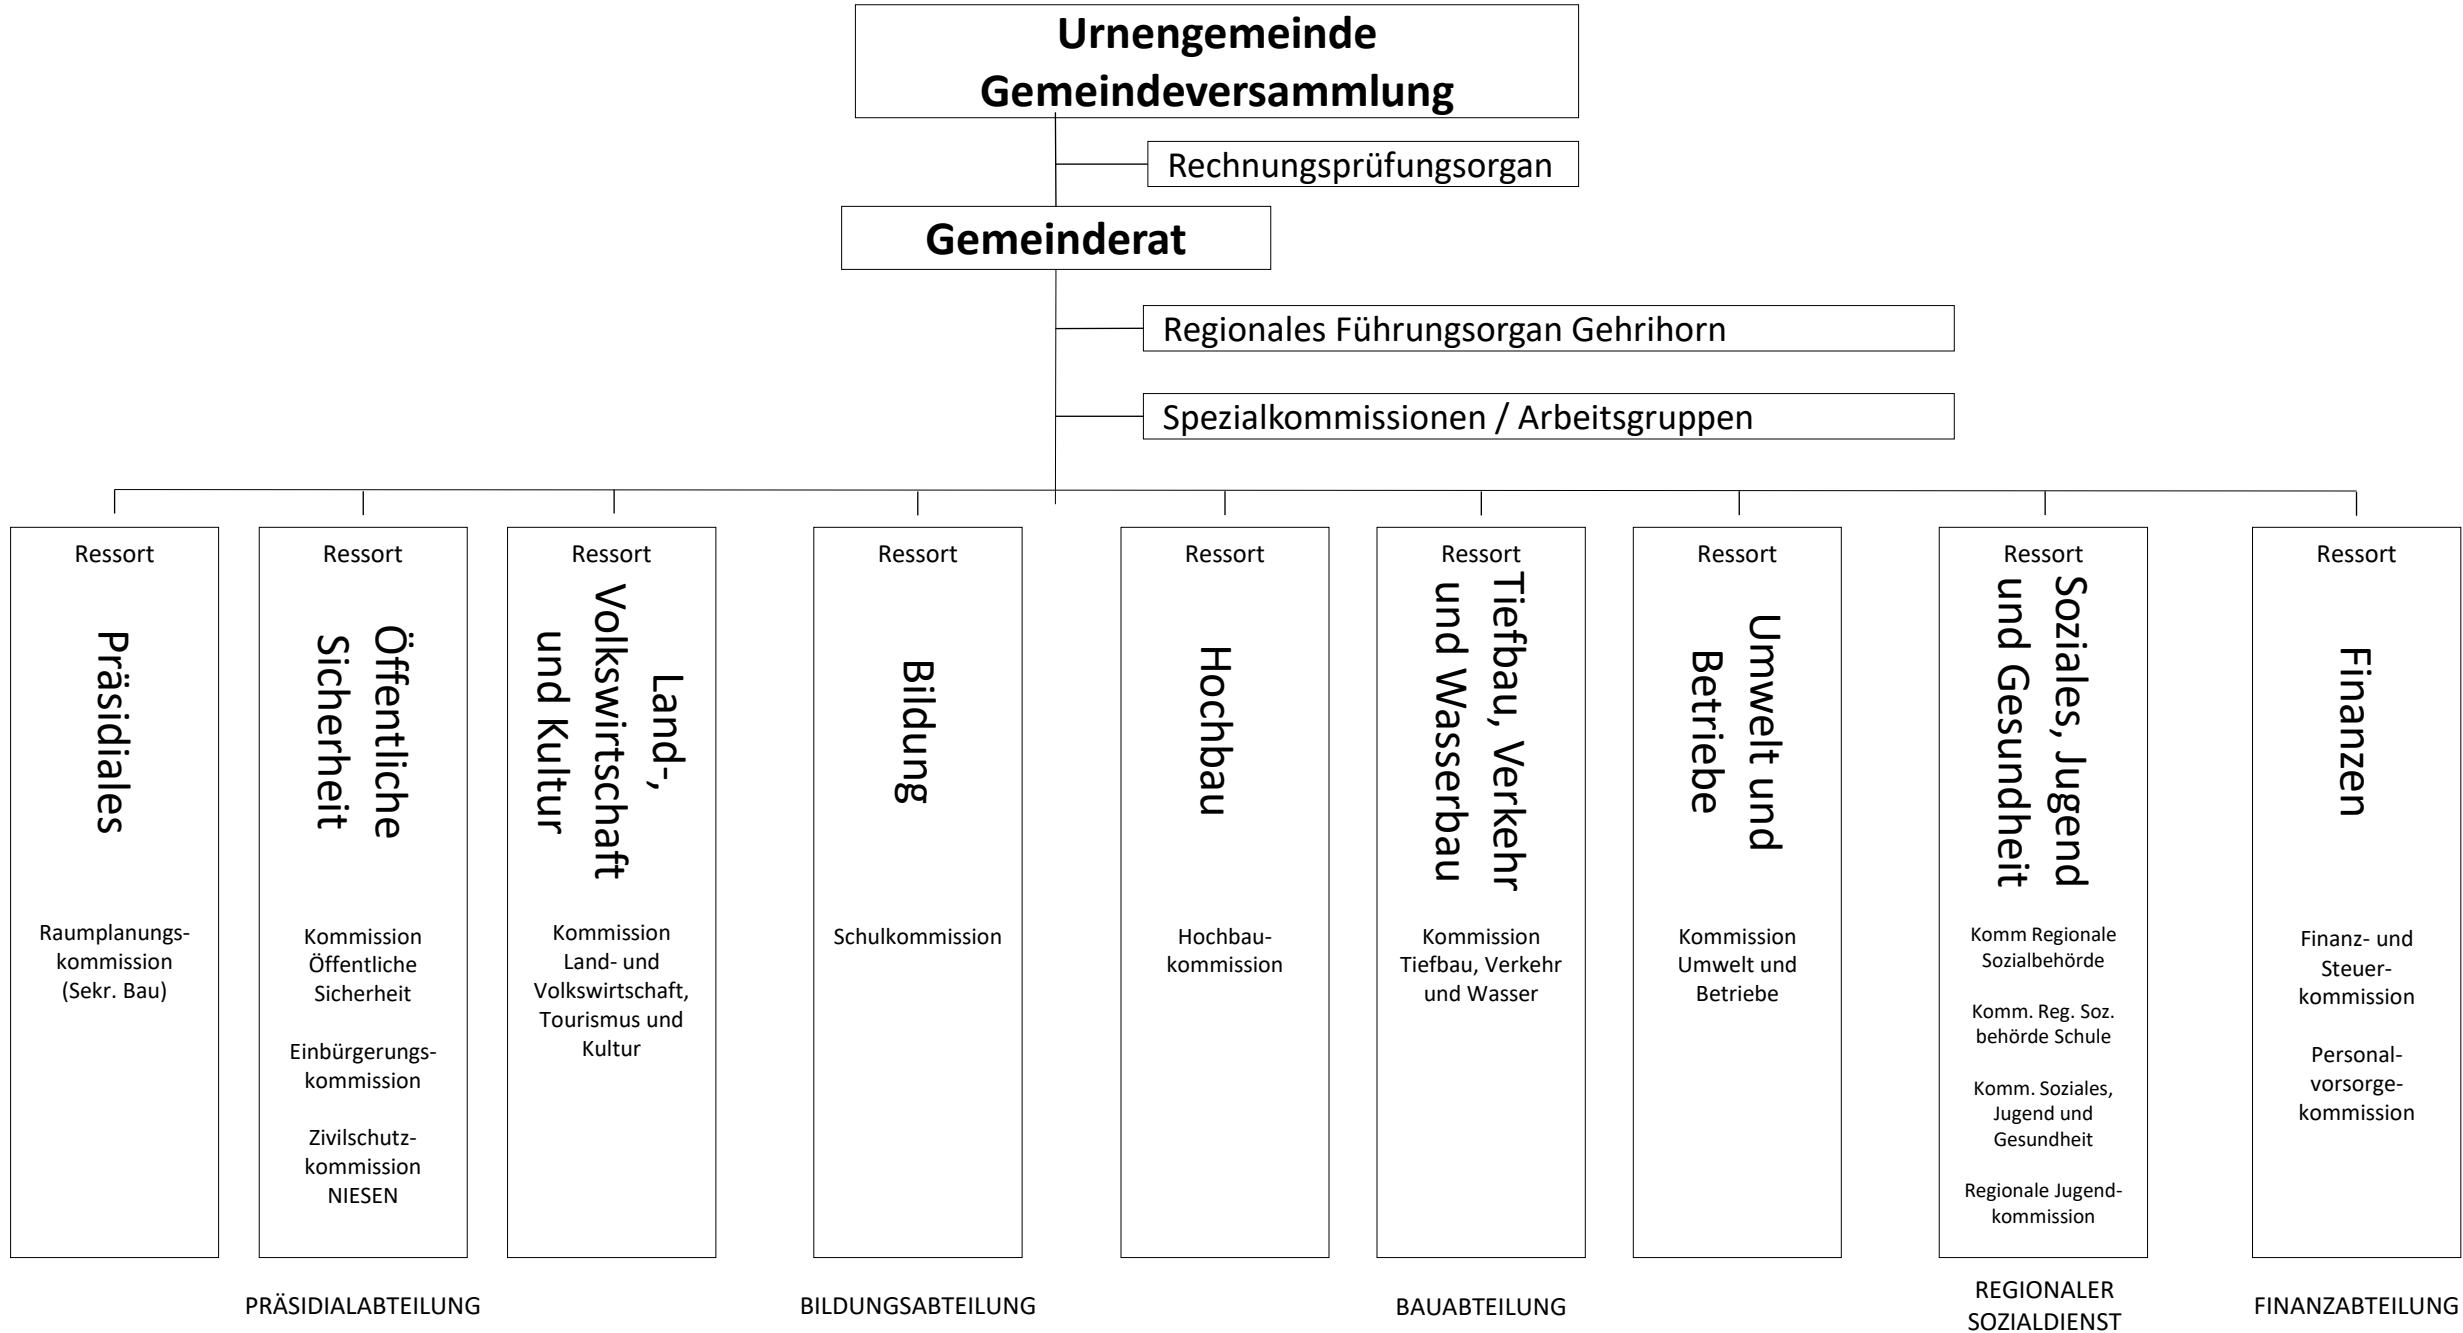 Urnengemeinde
Gemeindeversammlung
Rechnungsprüfungsorgan
Gemeinderat
Regionales Führungsorgan Gehrihorn
Spezialkommissionen / Arbeitsgruppen
Ressort
Präsidiales
Raumplanungs-
kommission
(Sekr. Bau)
Ressort
Öffentliche
Sicherheit
Kommission
Öffentliche
Sicherheit
Einbürgerungs-
kommission
Zivilschutz-
kommission
NIESEN
Ressort
Land-,
Volkswirtschaft
und Kultur
Kommission
Land- und
Volkswirtschaft,
Tourismus und
Kultur
Ressort
Bildung
Schulkommission
Ressort
Hochbau
Hochbau-
kommission
Ressort
Tiefbau, Verkehr
und Wasserbau
Kommission
Tiefbau, Verkehr
und Wasser
Ressort
Umwelt und
Betriebe
Kommission
Umwelt und
Betriebe
Ressort
Soziales, Jugend
und Gesundheit
Komm Regionale
Sozialbehörde
Komm. Reg. Soz.
behörde Schule
Komm. Soziales,
Jugend und
Gesundheit
Regionale Jugend-
kommission
Ressort
Finanzen
Finanz- und
Steuer-
kommission
Personal-
vorsorge-
kommission
PRÄSIDIALABTEILUNG
BILDUNGSABTEILUNG
BAUABTEILUNG
REGIONALER
SOZIALDIENST
FINANZABTEILUNG